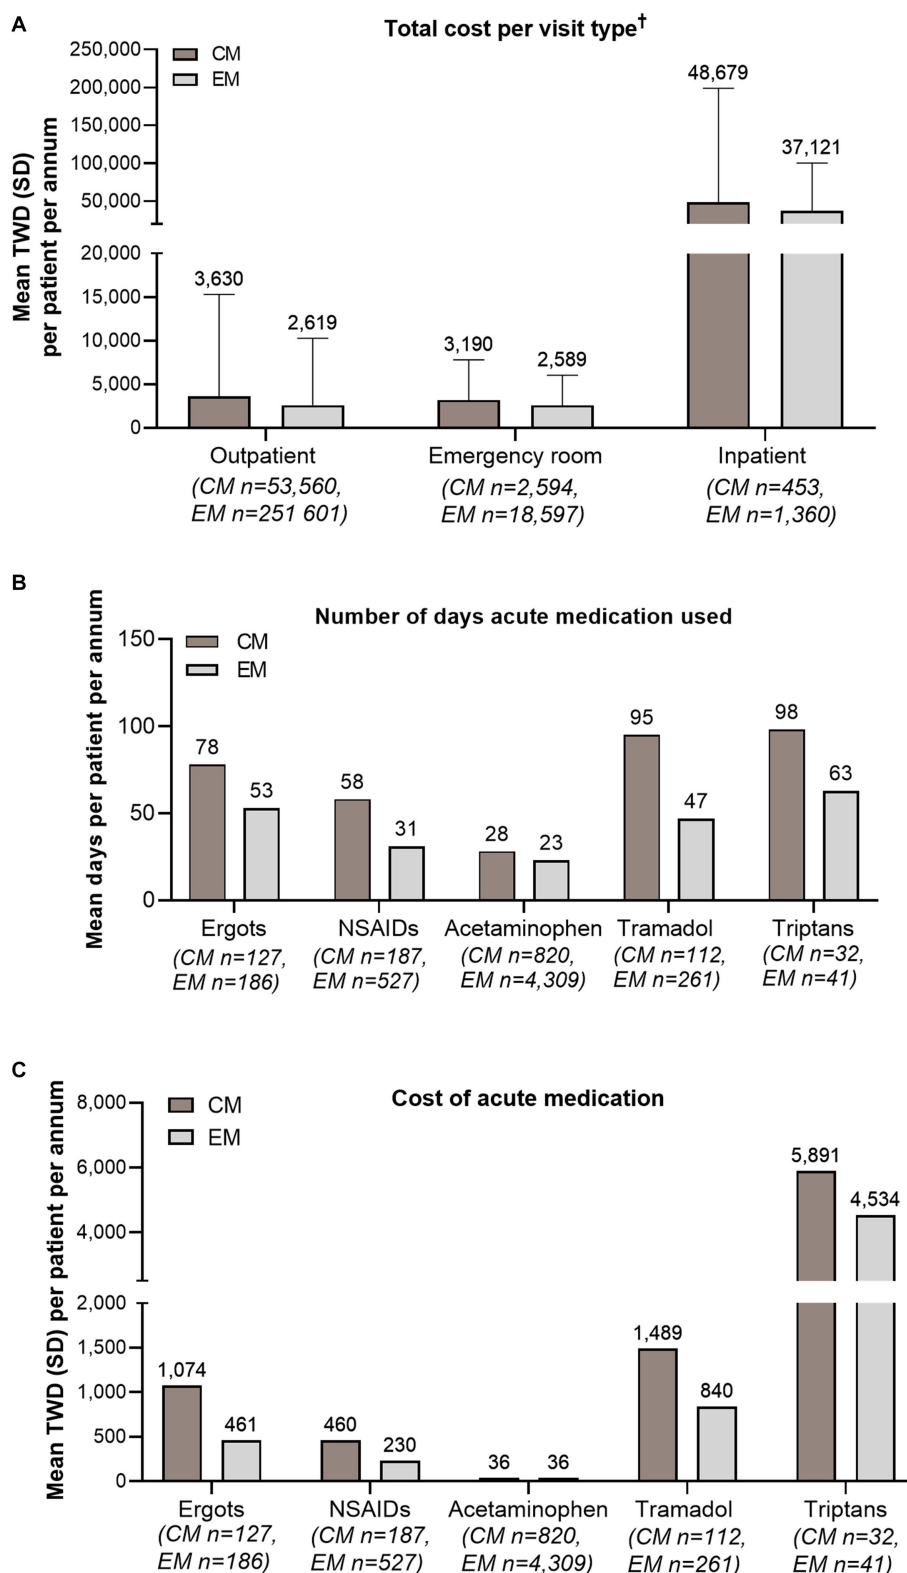 A
Total cost per visit type†
Mean TWD (SD)
per patient per annum
250,000
200,000
150,000
100,000
50,000
20,000
15,000
10,000
5,000
0
CM
EM
3,630
2,619
3,190
2,589
48,679
37,121
Outpatient
(CM n=53,560,
EM n=251 601)
Emergency room
(CM n=2,594,
EM n=18,597)
Inpatient
(CM n=453,
EM n=1,360)
B
Number of days acute medication used
Mean days per patient per annum
150
100
50
0
CM
EM
78
53
58
31
28
23
95
47
98
63
Ergots
(CM n=127,
EM n=186)
NSAIDs
(CM n=187,
EM n=527)
Acetaminophen
(CM n=820,
EM n=4,309)
Tramadol
(CM n=112,
EM n=261)
Triptans
(CM n=32,
EM n=41)
C
Cost of acute medication
Mean TWD (SD) per patient per annum
8,000
6,000
4,000
2,000
1,500
1,000
500
0
CM
EM
1,074
461
460
230
36
36
1,489
840
5,891
4,534
Ergots
(CM n=127,
EM n=186)
NSAIDs
(CM n=187,
EM n=527)
Acetaminophen
(CM n=820,
EM n=4,309)
Tramadol
(CM n=112,
EM n=261)
Triptans
(CM n=32,
EM n=41)